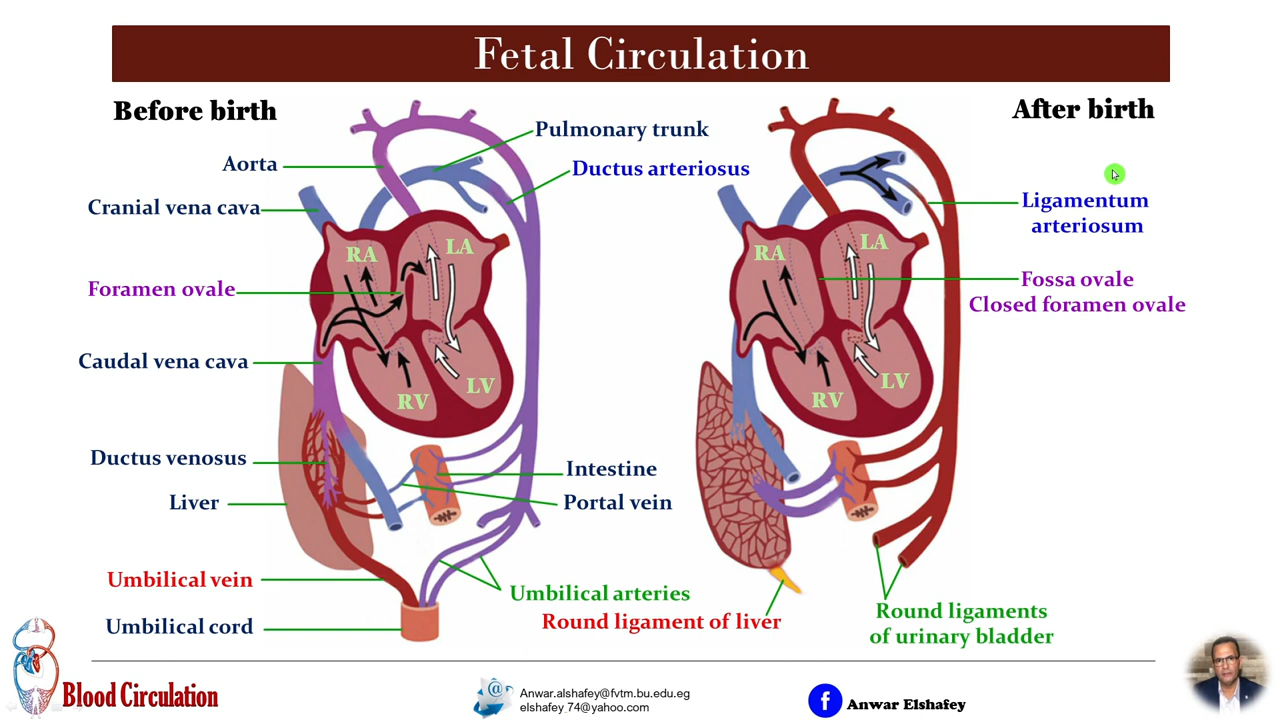 Fetal Circulation
Before birth
After birth
Pulmonary trunk
Aorta
Ductus arteriosus
Cranial vena cava
Ligamentum
arteriosum
RA
LA
RA
LA
Foramen ovale
Fossa ovale
Closed foramen ovale
Caudal vena cava
RV
LV
RV
LV
Ductus venosus
Intestine
Liver
Portal vein
Umbilical vein
Umbilical arteries
Round ligament of liver
Round ligaments
of urinary bladder
Umbilical cord
Blood Circulation
Anwar.alshafey@fvtm.bu.edu.eg
elshafey_74@yahoo.com
f
Anwar Elshafey